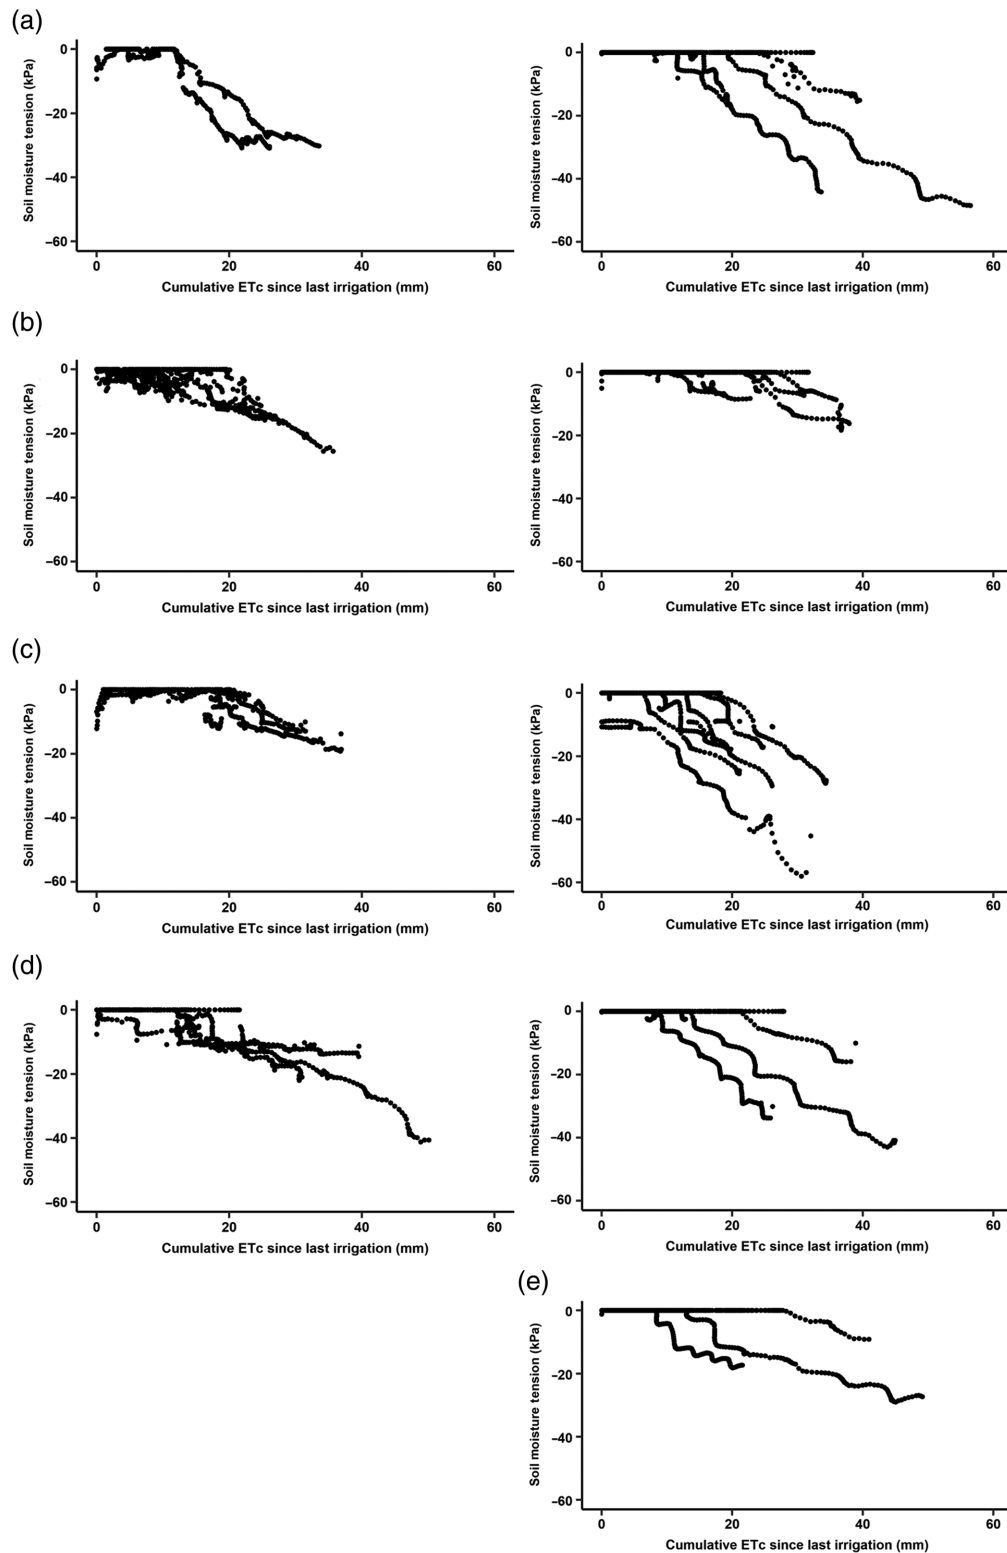 (a)
Soil moisture tension (kPa)
0
−20
−40
−60
0 20 40 60
Cumulative ETc since last irrigation (mm)
Soil moisture tension (kPa)
0
−20
−40
−60
0 20 40 60
Cumulative ETc since last irrigation (mm)
(b)
Soil moisture tension (kPa)
0
−20
−40
−60
0 20 40 60
Cumulative ETc since last irrigation (mm)
Soil moisture tension (kPa)
0
−20
−40
−60
0 20 40 60
Cumulative ETc since last irrigation (mm)
(c)
Soil moisture tension (kPa)
0
−20
−40
−60
0 20 40 60
Cumulative ETc since last irrigation (mm)
Soil moisture tension (kPa)
0
−20
−40
−60
0 20 40 60
Cumulative ETc since last irrigation (mm)
(d)
Soil moisture tension (kPa)
0
−20
−40
−60
0 20 40 60
Cumulative ETc since last irrigation (mm)
Soil moisture tension (kPa)
0
−20
−40
−60
0 20 40 60
Cumulative ETc since last irrigation (mm)
(e)
Soil moisture tension (kPa)
0
−20
−40
−60
0 20 40 60
Cumulative ETc since last irrigation (mm)